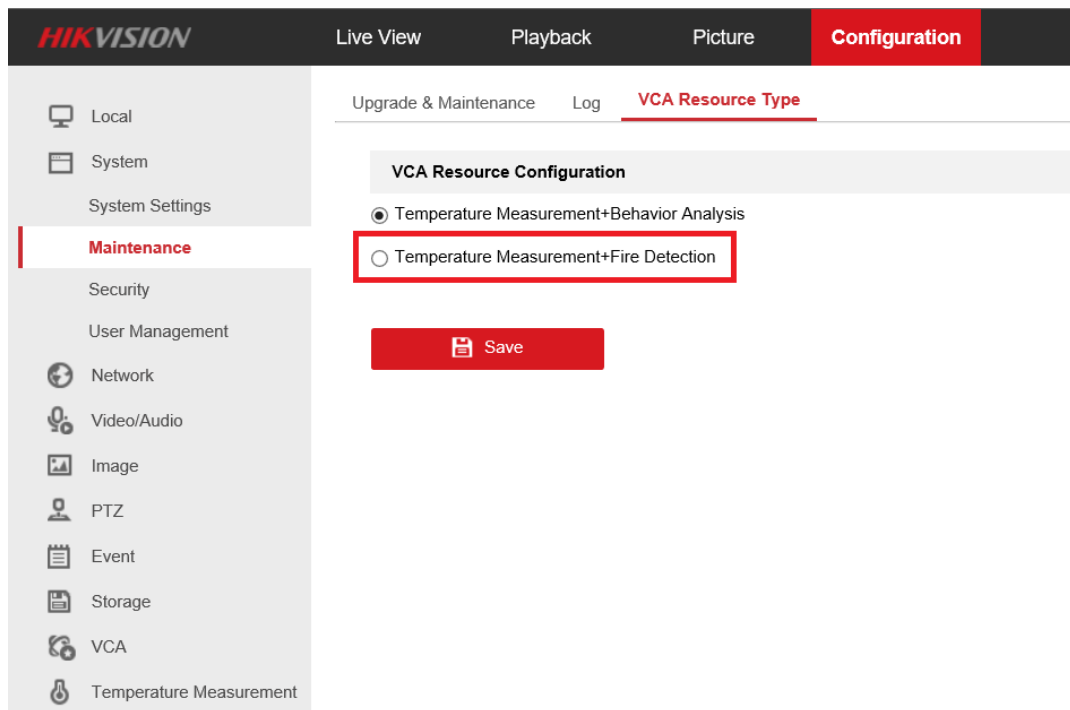 HIKVISION Live View Playback Picture Configuration
Upgrade & Maintenance Log VCA Resource Type
Local
System
System Settings
Maintenance
Security
User Management
Network
Video/Audio
Image
PTZ
Event
Storage
VCA
Temperature Measurement
VCA Resource Configuration
Temperature Measurement+Behavior Analysis
Temperature Measurement+Fire Detection
Save